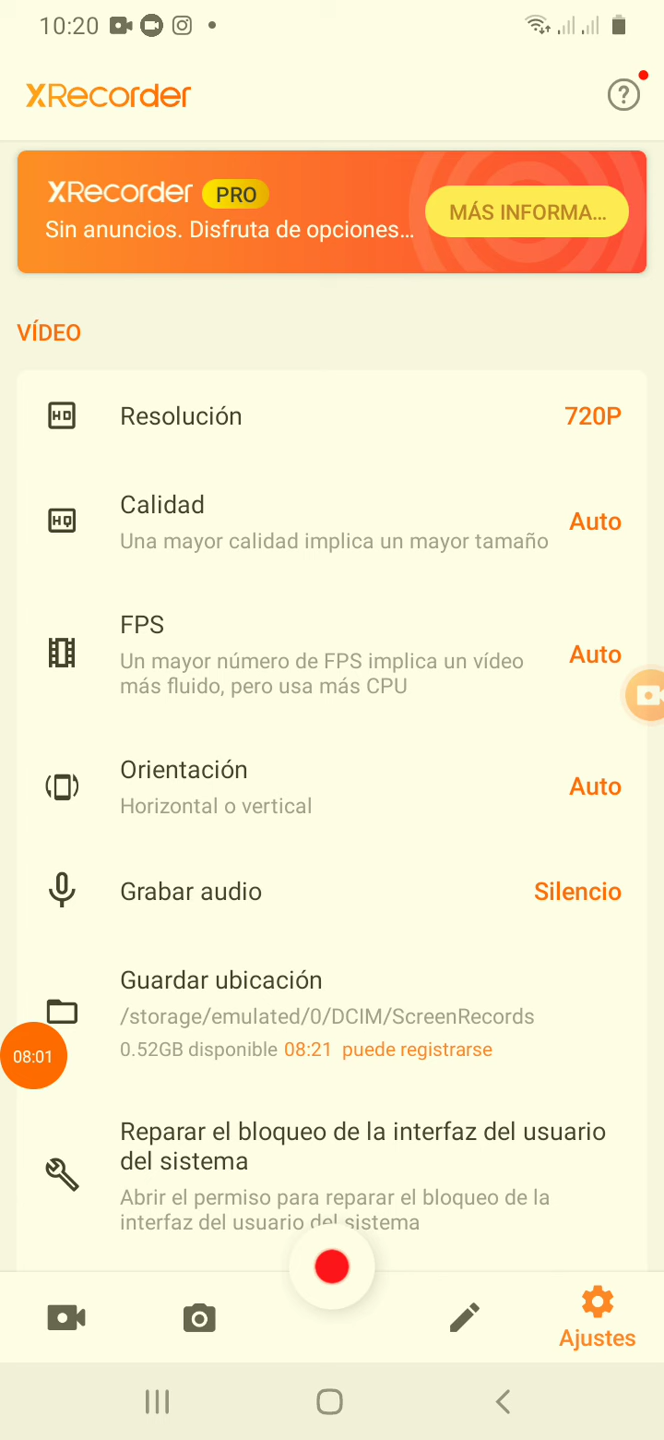 10:20
XRecorder
XRecorder PRO
Sin anuncios. Disfruta de opciones...
MÁS INFORMA...
VÍDEO
HD
Resolución
720P
Calidad
HQ
Auto
Una mayor calidad implica un mayor tamaño
FPS
Un mayor número de FPS implica un vídeo
Auto
más fluido, pero usa más CPU
Orientación
Auto
Horizontal o vertical
Grabar audio
Silencio
Guardar ubicación
/storage/emulated/0/DCIM/ScreenRecords
0.52GB disponible 08:21 puede registrarse
08:01
Reparar el bloqueo de la interfaz del usuario
del sistema
Abrir el permiso para reparar el bloqueo de la
interfaz del usuario del sistema
Ajustes